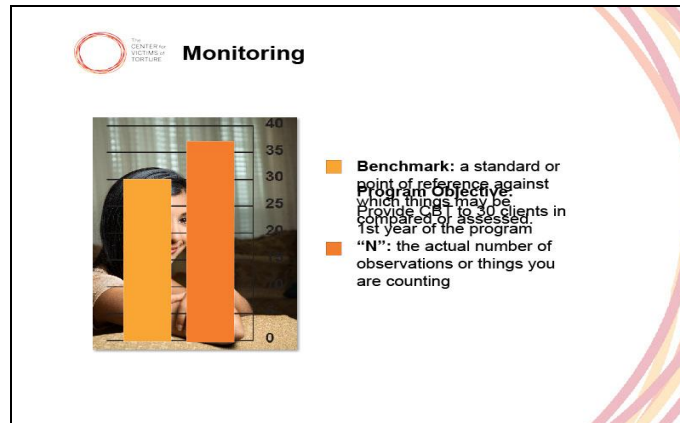 The
CENTER for
VICTIMS of
TORTURE
Monitoring
40
35
30
25
20
0
Benchmark: a standard or
point of reference against
which things may be
compared or assessed.
Program Objective:
Provide CBT to 30 clients in
1st year of the program
“N”: the actual number of
observations or things you
are counting